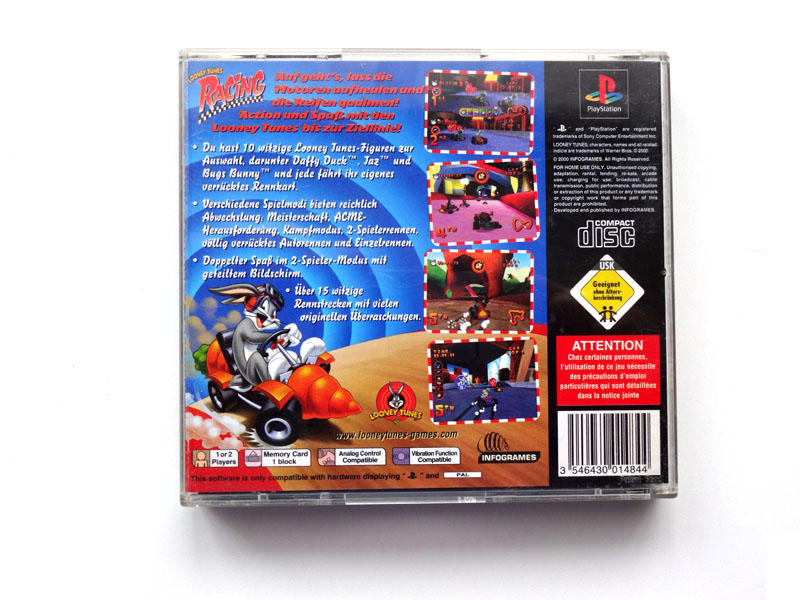 LOONEY TUNES
RACING
Auf geht's, lass die
Motoren aufheulen und
die Reifen qualmen!
Action und Spaß mit den
Looney Tunes bis zur Ziellinie!
• Du hast 10 witzige Looney Tunes-Figuren zur
Auswahl, darunter Daffy Duck™, Taz™ und
Bugs Bunny™ und jede fährt ihr eigenes
verrücktes Rennkart.
• Verschiedene Spielmodi bieten reichlich
Abwechslung: Meisterschaft, ACME-
Herausforderung, Kampfmodus, 2-Spielerrennen,
völlig verrücktes Autorennen und Einzelrennen.
• Doppelter Spaß im 2-Spieler-Modus mit
geteiltem Bildschirm.
• Über 15 witzige
Rennstrecken mit vielen
originellen Überraschungen.
LOONEY TUNES
www.looneytunes-games.com
1 or 2
Players
Memory Card
1 block
Analog Control
Compatible
Vibration Function
Compatible
INFOGRAMES
This software is only compatible with hardware displaying " " and PAL
PlayStation
" " and "PlayStation" are registered
trademarks of Sony Computer Entertainment Inc.
LOONEY TUNES, characters, names and all related
indicia are trademarks of Warner Bros. © 2000
© 2000 INFOGRAMES. All Rights Reserved.
FOR HOME USE ONLY. Unauthorised copying,
adaptation, rental, lending, re-sale, arcade
use, charging for use, broadcast, cable
transmission, public performance, distribution
or extraction of this product or any trademark
or copyright work that forms part of this
product are prohibited.
Developed and published by INFOGRAMES.
COMPACT
disc
USK
Geeignet
ohne Alters-
beschränkung
ATTENTION
Chez certaines personnes,
l'utilisation de ce jeu nécessite
des précautions d'emploi
particulières qui sont détaillées
dans la notice jointe
3 546430 014844